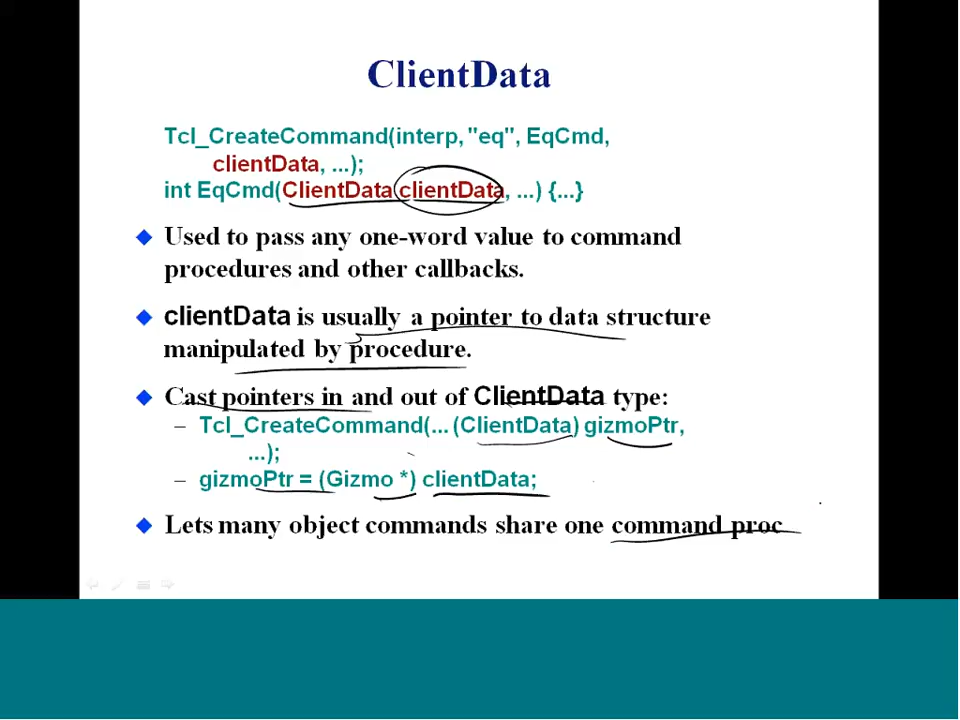 ClientData
Tcl_CreateCommand(interp, "eq", EqCmd,
clientData, ...);
int EqCmd(ClientData clientData, ...) {...}
Used to pass any one-word value to command
procedures and other callbacks.
clientData is usually a pointer to data structure
manipulated by procedure.
Cast pointers in and out of ClientData type:
– Tcl_CreateCommand(... (ClientData) gizmoPtr,
...);
– gizmoPtr = (Gizmo *) clientData;
Lets many object commands share one command proc